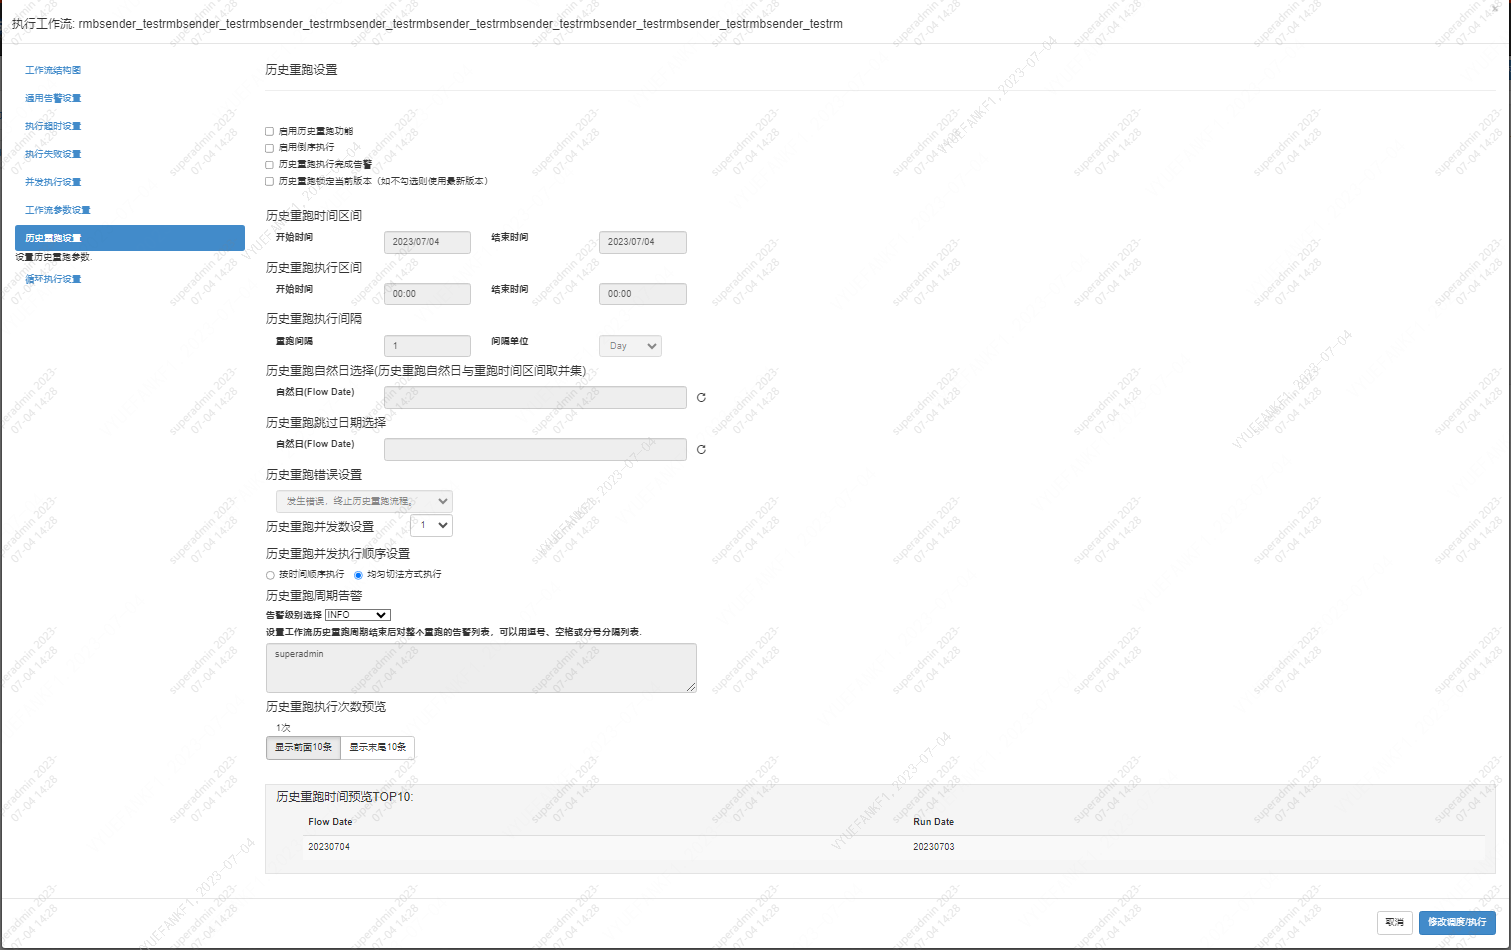 执行工作流: rmbsender_testrmbsender_testrmbsender_testrmbsender_testrmbsender_testrmbsender_testrmbsender_testrmbsender_testrmbsender_testrm
工作流结构图
通用告警设置
执行超时设置
执行失败设置
并发执行设置
工作流参数设置
历史重跑设置
设置历史重跑参数.
循环执行设置
历史重跑设置
启用历史重跑功能
启用倒序执行
历史重跑执行完成告警
历史重跑锁定当前版本（如不勾选则使用最新版本）
历史重跑时间区间
开始时间 2023/07/04 结束时间 2023/07/04
历史重跑执行区间
开始时间 00:00 结束时间 00:00
历史重跑执行间隔
重跑间隔 1 间隔单位 Day
历史重跑自然日选择(历史重跑自然日与重跑时间区间取并集)
自然日(Flow Date)
历史重跑跳过日期选择
自然日(Flow Date)
历史重跑错误设置
发生错误，终止历史重跑流程。
历史重跑并发数设置 1
历史重跑并发执行顺序设置
按时间顺序执行 均匀切法方式执行
历史重跑周期告警
告警级别选择 INFO
设置工作流历史重跑周期结束后对整个重跑的告警列表，可以用逗号、空格或分号分隔列表.
superadmin
历史重跑执行次数预览
1次
显示前面10条 显示末尾10条
历史重跑时间预览TOP10:
Flow Date Run Date
20230704 20230703
取消 修改调度/执行
superadmin 2023-07-04 14:28
VYUEFANKF1, 2023-07-04